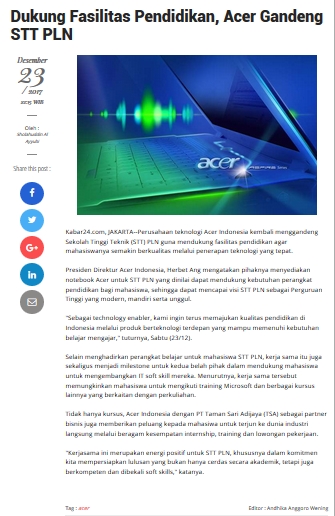 Dukung Fasilitas Pendidikan, Acer Gandeng
STT PLN
Desember
23
/ 2017
20:15 WIB
Oleh :
Sholahuddin Al
Ayyubi
Share this post :
acer
Kabar24.com, JAKARTA--Perusahaan teknologi Acer Indonesia kembali menggandeng
Sekolah Tinggi Teknik (STT) PLN guna mendukung fasilitas pendidikan agar
mahasiswanya semakin berkualitas melalui penerapan teknologi yang tepat.
Presiden Direktur Acer Indonesia, Herbet Ang mengatakan pihaknya menyediakan
notebook Acer untuk STT PLN yang dinilai dapat mendukung kebutuhan perangkat
pendidikan bagi mahasiswa, sehingga dapat mencapai visi STT PLN sebagai Perguruan
Tinggi yang modern, mandiri serta unggul.
"Sebagai technology enabler, kami ingin terus memajukan kualitas pendidikan di
Indonesia melalui produk berteknologi terdepan yang mampu memenuhi kebutuhan
belajar mengajar," tuturnya, Sabtu (23/12).
Selain menghadirkan perangkat belajar untuk mahasiswa STT PLN, kerja sama itu juga
sekaligus menjadi milestone untuk kedua belah pihak dalam mendukung mahasiswa
untuk mengembangkan IT soft skill mereka. Menurutnya, kerja sama tersebut
memungkinkan mahasiswa untuk mengikuti training Microsoft dan berbagai kursus
lainnya yang berkaitan dengan perkuliahan.
Tidak hanya kursus, Acer Indonesia dengan PT Taman Sari Adijaya (TSA) sebagai partner
bisnis juga memberikan peluang kepada mahasiswa untuk terjun ke dunia industri
langsung melalui beragam kesempatan internship, training dan lowongan pekerjaan.
"Kerjasama ini merupakan energi positif untuk STT PLN, khususnya dalam komitmen
kita mempersiapkan lulusan yang bukan hanya cerdas secara akademik, tetapi juga
berkompeten dan dibekali soft skills," katanya.
Tag : acer
Editor : Andhika Anggoro Wening